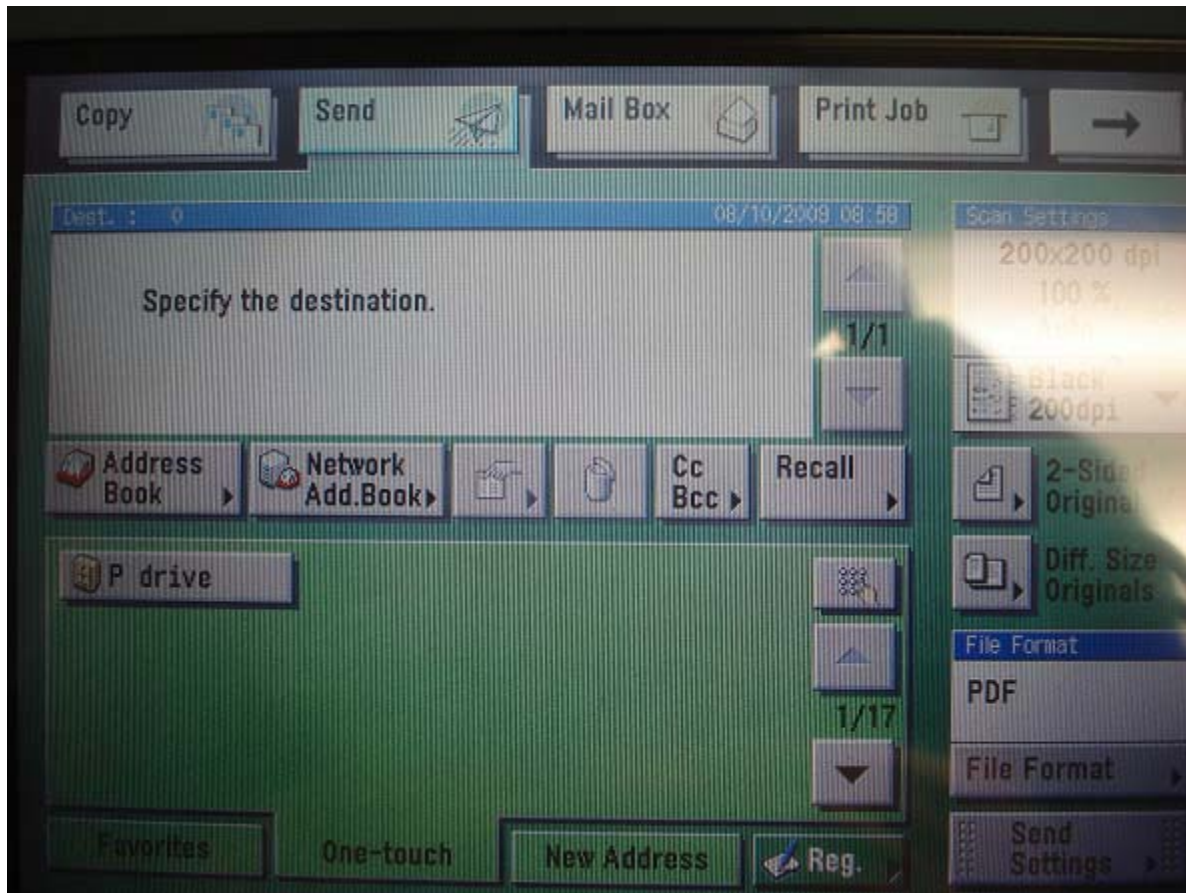 Copy
Send
Mail Box
Print Job
Dest. : 0
08/10/2009 08:58
Scan Settings
Specify the destination.
200x200 dpi
100 %
Auto
1/1
Black
200dpi
Address
Book
Network
Add.Book
Cc
Bcc
Recall
2-Sided
Original
P drive
Diff. Size
Originals
File Format
PDF
1/17
File Format
Favorites
One-touch
New Address
Reg.
Send
Settings